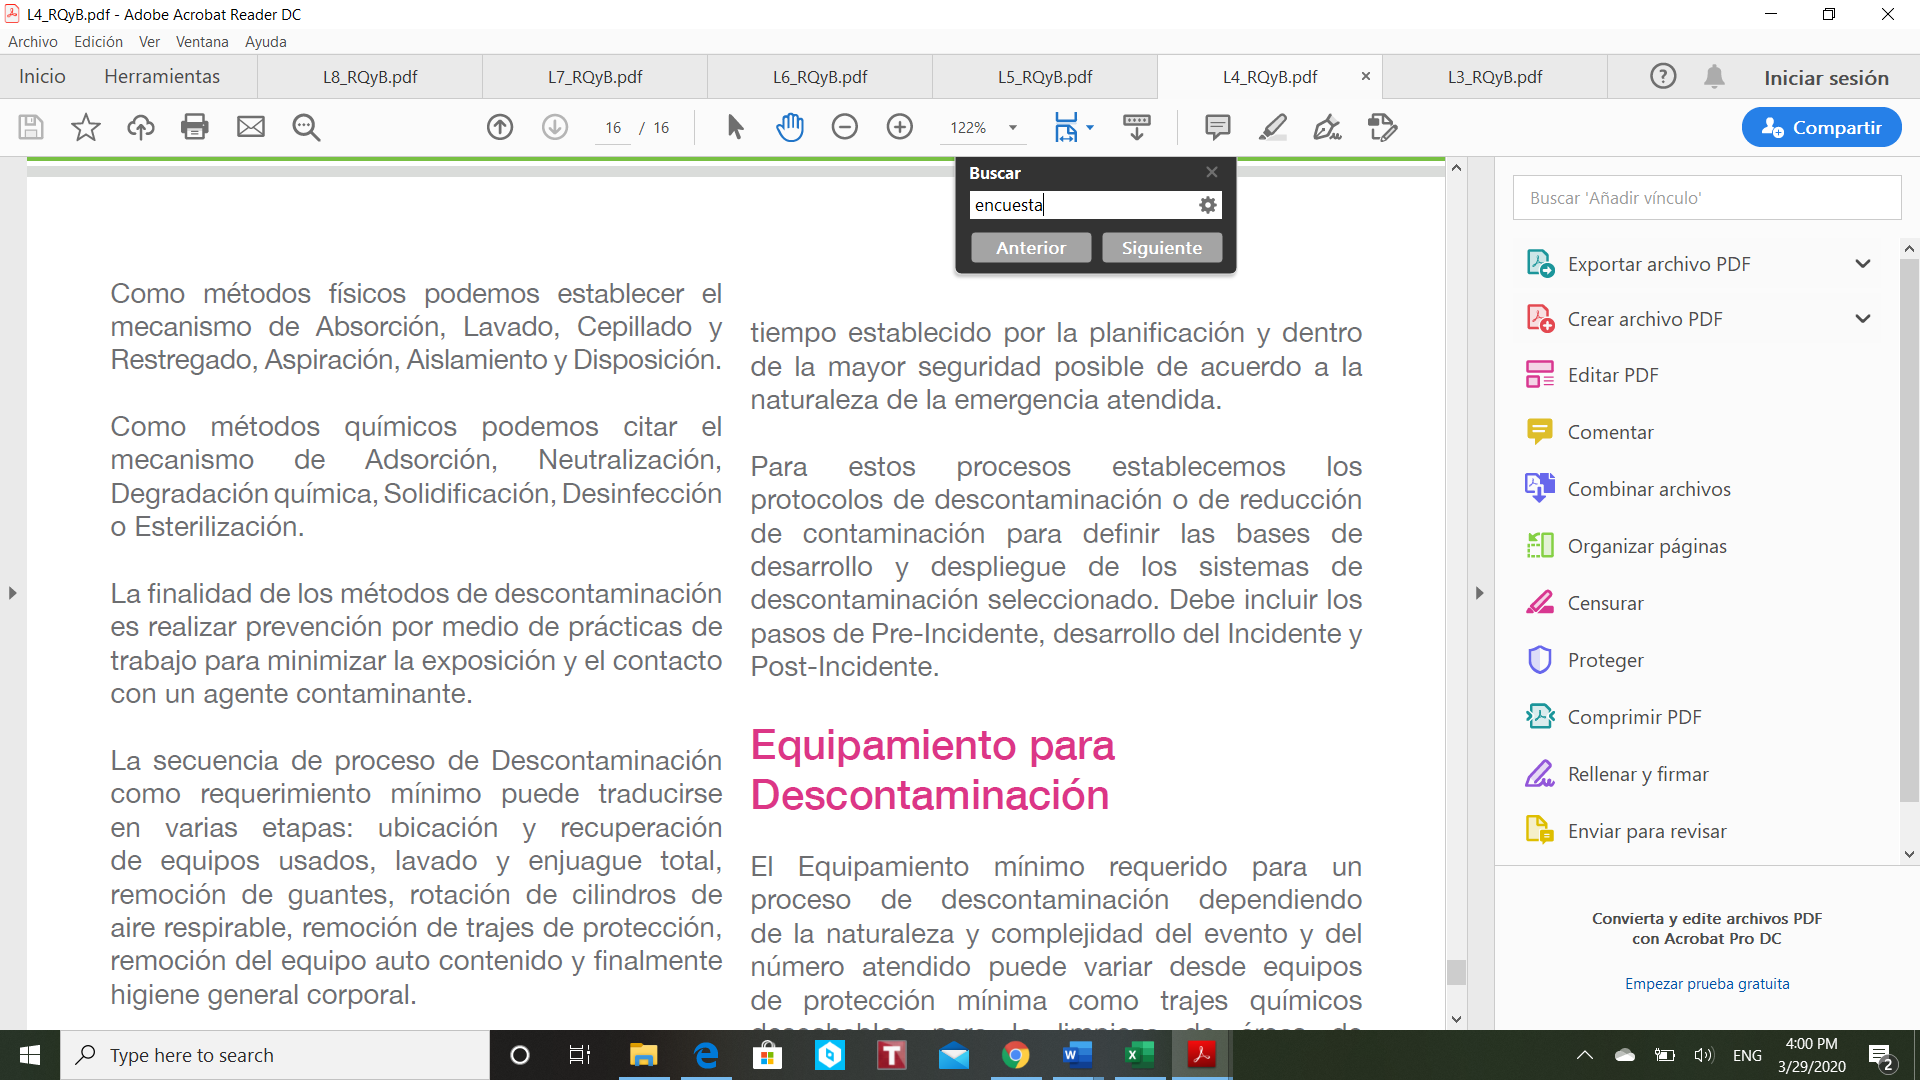 L4_RQyB.pdf - Adobe Acrobat Reader DC
Archivo Edición Ver Ventana Ayuda
Inicio Herramientas L8_RQyB.pdf L7_RQyB.pdf L6_RQyB.pdf L5_RQyB.pdf L4_RQyB.pdf × L3_RQyB.pdf Iniciar sesión
16 / 16 122% Compartir
Buscar
encuesta
Anterior Siguiente
Como métodos físicos podemos establecer el
mecanismo de Absorción, Lavado, Cepillado y
Restregado, Aspiración, Aislamiento y Disposición.
Como métodos químicos podemos citar el
mecanismo de Adsorción, Neutralización,
Degradación química, Solidificación, Desinfección
o Esterilización.
La finalidad de los métodos de descontaminación
es realizar prevención por medio de prácticas de
trabajo para minimizar la exposición y el contacto
con un agente contaminante.
La secuencia de proceso de Descontaminación
como requerimiento mínimo puede traducirse
en varias etapas: ubicación y recuperación
de equipos usados, lavado y enjuague total,
remoción de guantes, rotación de cilindros de
aire respirable, remoción de trajes de protección,
remoción del equipo auto contenido y finalmente
higiene general corporal.
tiempo establecido por la planificación y dentro
de la mayor seguridad posible de acuerdo a la
naturaleza de la emergencia atendida.
Para estos procesos establecemos los
protocolos de descontaminación o de reducción
de contaminación para definir las bases de
desarrollo y despliegue de los sistemas de
descontaminación seleccionado. Debe incluir los
pasos de Pre-Incidente, desarrollo del Incidente y
Post-Incidente.
Equipamiento para
Descontaminación
El Equipamiento mínimo requerido para un
proceso de descontaminación dependiendo
de la naturaleza y complejidad del evento y del
número atendido puede variar desde equipos
de protección mínima como trajes químicos
desechables para la limpieza de áreas de
Buscar 'Añadir vínculo'
Exportar archivo PDF
Crear archivo PDF
Editar PDF
Comentar
Combinar archivos
Organizar páginas
Censurar
Proteger
Comprimir PDF
Rellenar y firmar
Enviar para revisar
Convierta y edite archivos PDF
con Acrobat Pro DC
Empezar prueba gratuita
Type here to search
ENG
4:00 PM
3/29/2020
2